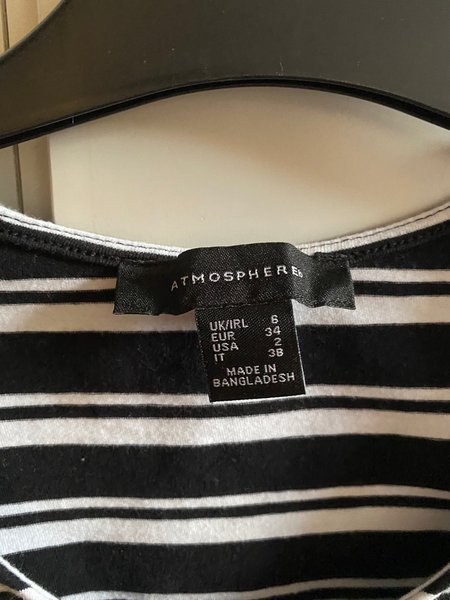 ATMOSPHERE®
UK/IRL 6
EUR 34
USA 2
IT 38
MADE IN
BANGLADESH